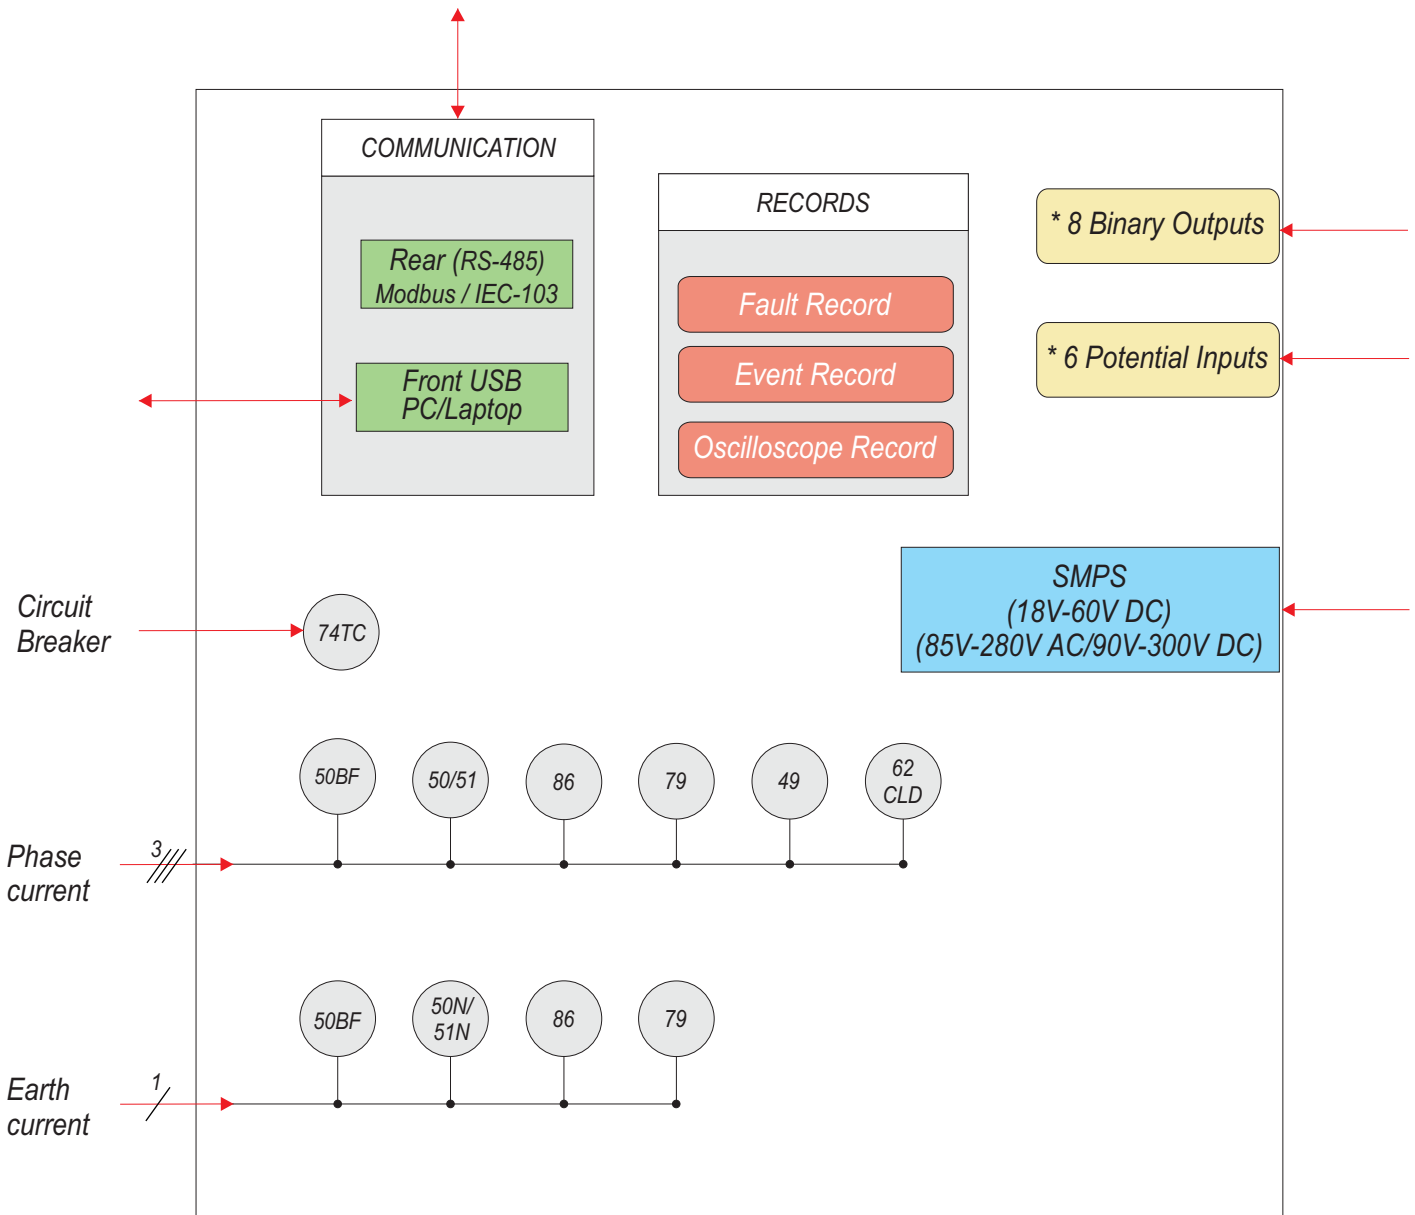 COMMUNICATION
Rear (RS-485)
Modbus / IEC-103
Front USB
PC/Laptop
RECORDS
Fault Record
Event Record
Oscilloscope Record
* 8 Binary Outputs
* 6 Potential Inputs
SMPS
(18V-60V DC)
(85V-280V AC/90V-300V DC)
Circuit
Breaker
74TC
50BF
50/51
86
79
49
62
CLD
Phase
current
3
50BF
50N/
51N
86
79
Earth
current
1